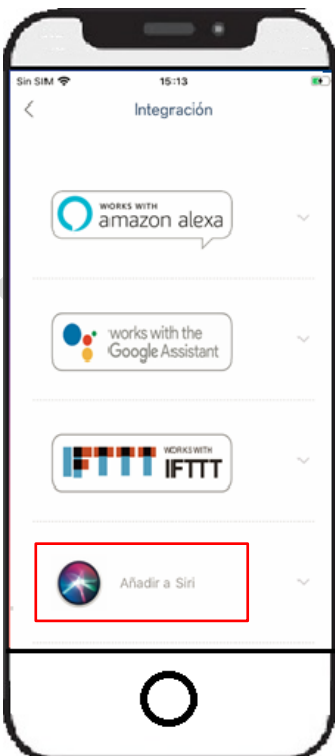 Sin SIM 15:13
Integración
WORKS WITH
amazon alexa
works with the
Google Assistant
IFTTT WORKS WITH
IFTTT
Añadir a Siri